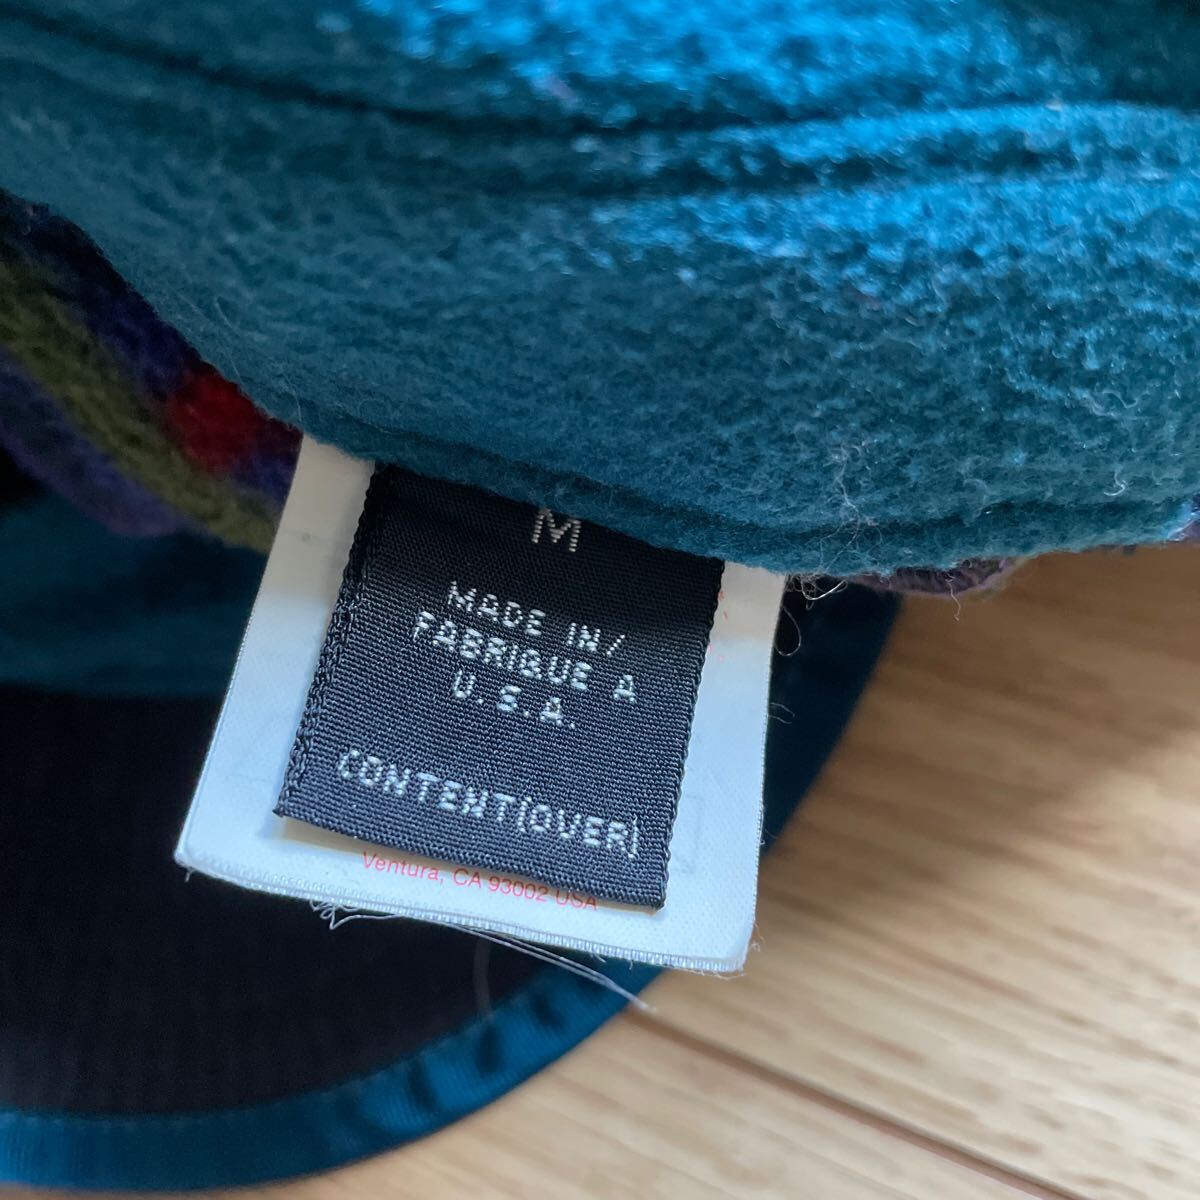 M
MADE IN/
FABRIQUE A
U.S.A.
CONTENT(OVER)
Ventura, CA 93002 USA